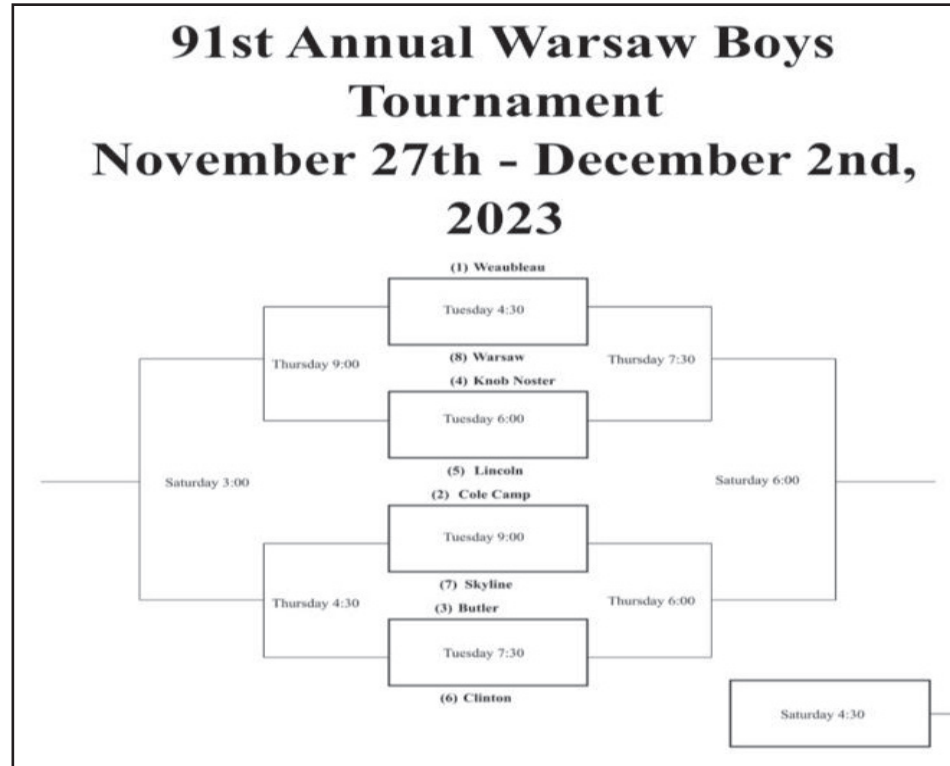 91st Annual Warsaw Boys
Tournament
November 27th - December 2nd,
2023
(1) Weaubleau
Tuesday 4:30
(8) Warsaw
Thursday 9:00
Thursday 7:30
(4) Knob Noster
Tuesday 6:00
(5) Lincoln
Saturday 3:00
Saturday 6:00
(2) Cole Camp
Tuesday 9:00
(7) Skyline
Thursday 4:30
Thursday 6:00
(3) Butler
Tuesday 7:30
(6) Clinton
Saturday 4:30